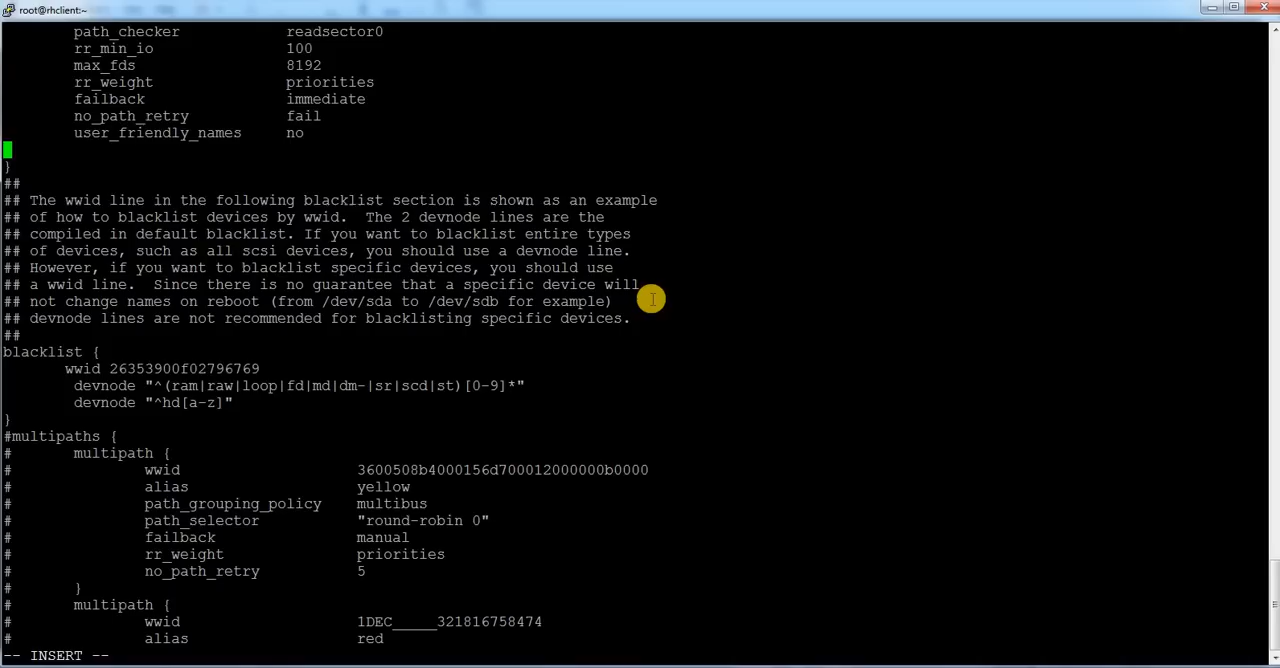 root@rhclient:~
path_checker readsector0
rr_min_io 100
max_fds 8192
rr_weight priorities
failback immediate
no_path_retry fail
user_friendly_names no
}
##
## The wwid line in the following blacklist section is shown as an example
## of how to blacklist devices by wwid.  The 2 devnode lines are the
## compiled in default blacklist. If you want to blacklist entire types
## of devices, such as all scsi devices, you should use a devnode line.
## However, if you want to blacklist specific devices, you should use
## a wwid line.  Since there is no guarantee that a specific device will
## not change names on reboot (from /dev/sda to /dev/sdb for example)
## devnode lines are not recommended for blacklisting specific devices.
##
blacklist {
wwid 26353900f02796769
devnode "^(ram|raw|loop|fd|md|dm-|sr|scd|st)[0-9]*"
devnode "^hd[a-z]"
}
#multipaths {
# multipath {
# wwid 3600508b4000156d700012000000b0000
# alias yellow
# path_grouping_policy multibus
# path_selector "round-robin 0"
# failback manual
# rr_weight priorities
# no_path_retry 5
# }
# multipath {
# wwid 1DEC_____321816758474
# alias red
-- INSERT --